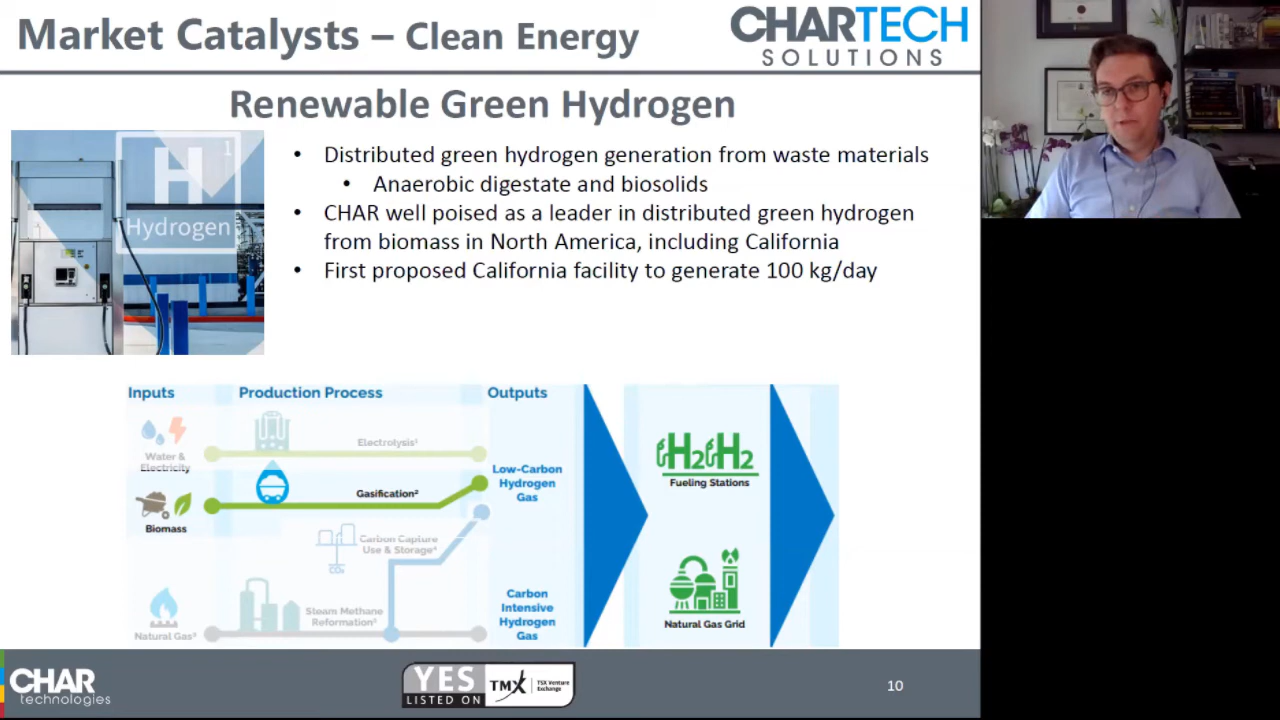 Market Catalysts – Clean Energy
CHARTECH
SOLUTIONS
Renewable Green Hydrogen
1
H
Hydrogen
• Distributed green hydrogen generation from waste materials
• Anaerobic digestate and biosolids
• CHAR well poised as a leader in distributed green hydrogen
from biomass in North America, including California
• First proposed California facility to generate 100 kg/day
Inputs
Production Process
Outputs
Water &
Electricity
Electrolysis¹
Biomass
Gasification²
Low-Carbon
Hydrogen
Gas
Carbon Capture
Use & Storage⁴
CO₂
Natural Gas³
Steam Methane
Reformation³
Carbon
Intensive
Hydrogen
Gas
H2 H2
Fueling Stations
Natural Gas Grid
CHAR
technologies
YES
LISTED ON
TMX
TSX Venture
Exchange
10